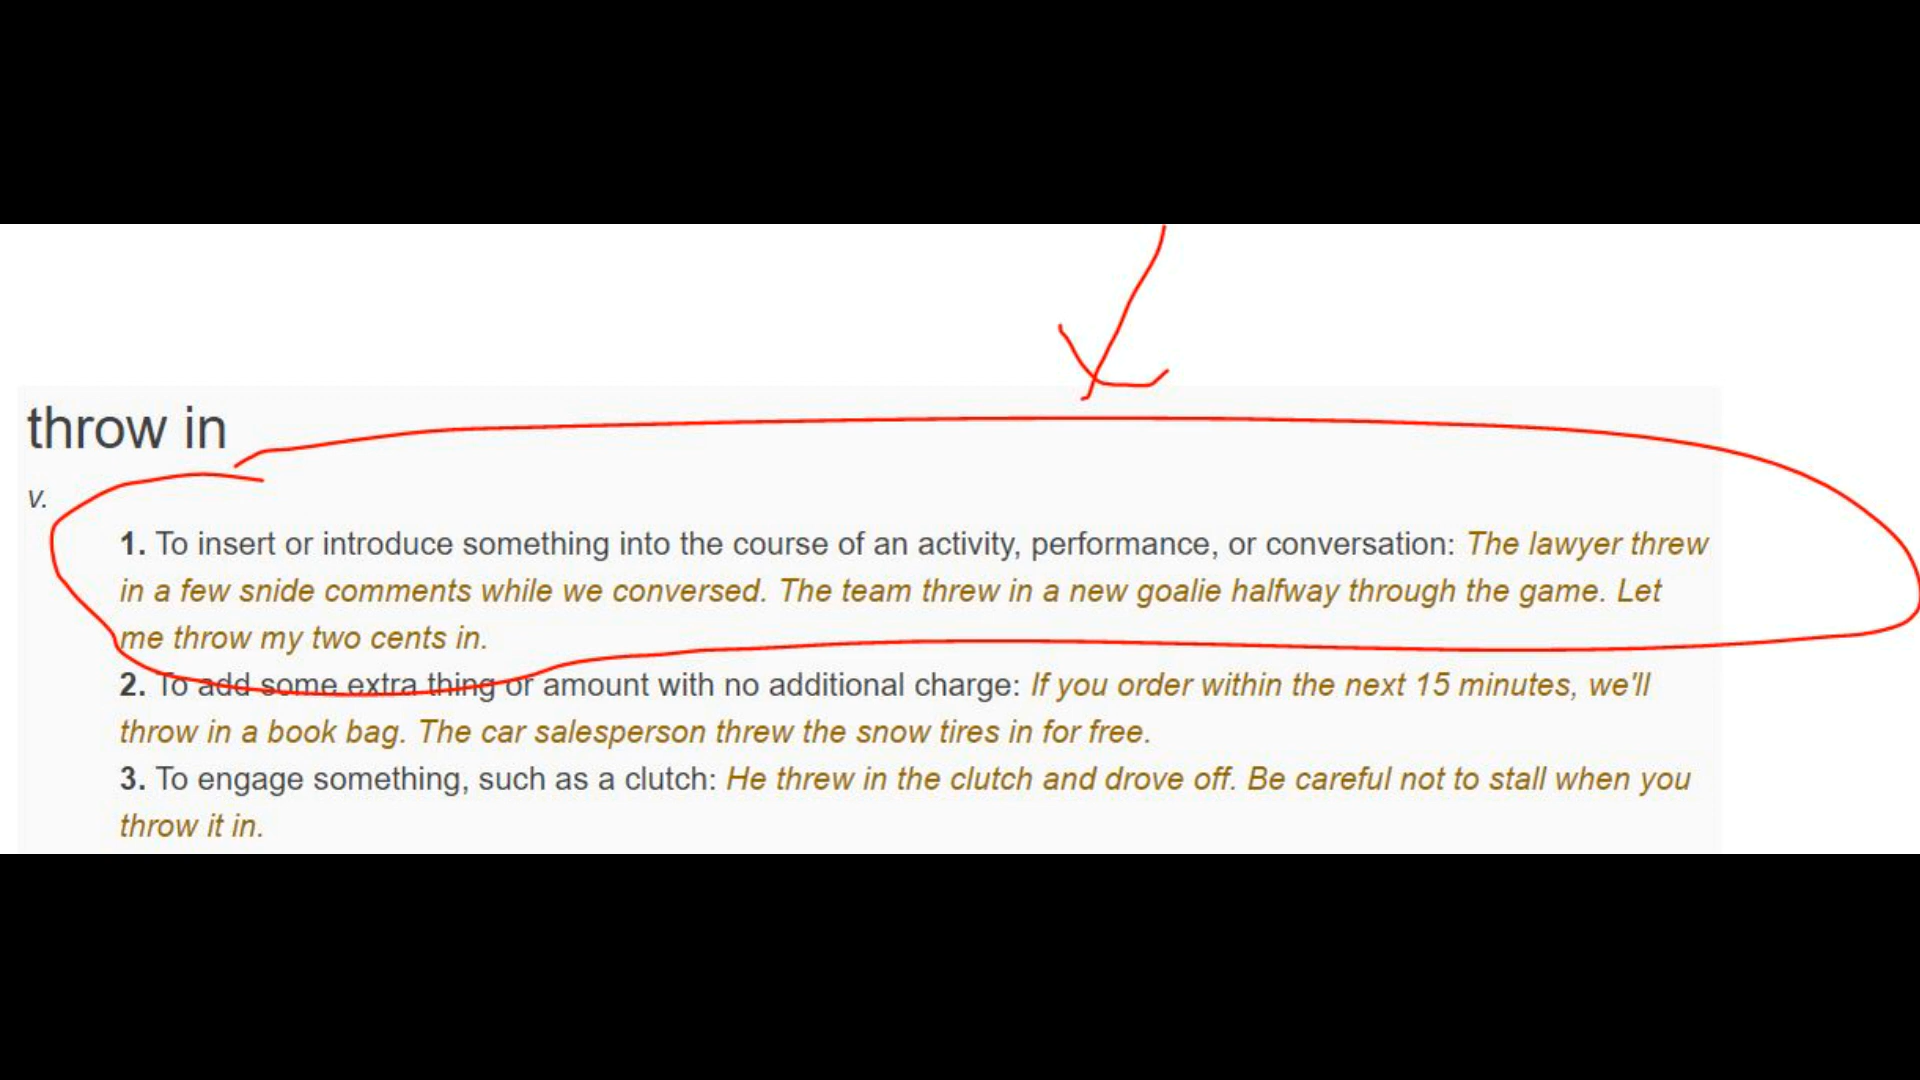 throw in
v.
1. To insert or introduce something into the course of an activity, performance, or conversation: The lawyer threw
in a few snide comments while we conversed. The team threw in a new goalie halfway through the game. Let
me throw my two cents in.
2. To add some extra thing or amount with no additional charge: If you order within the next 15 minutes, we'll
throw in a book bag. The car salesperson threw the snow tires in for free.
3. To engage something, such as a clutch: He threw in the clutch and drove off. Be careful not to stall when you
throw it in.